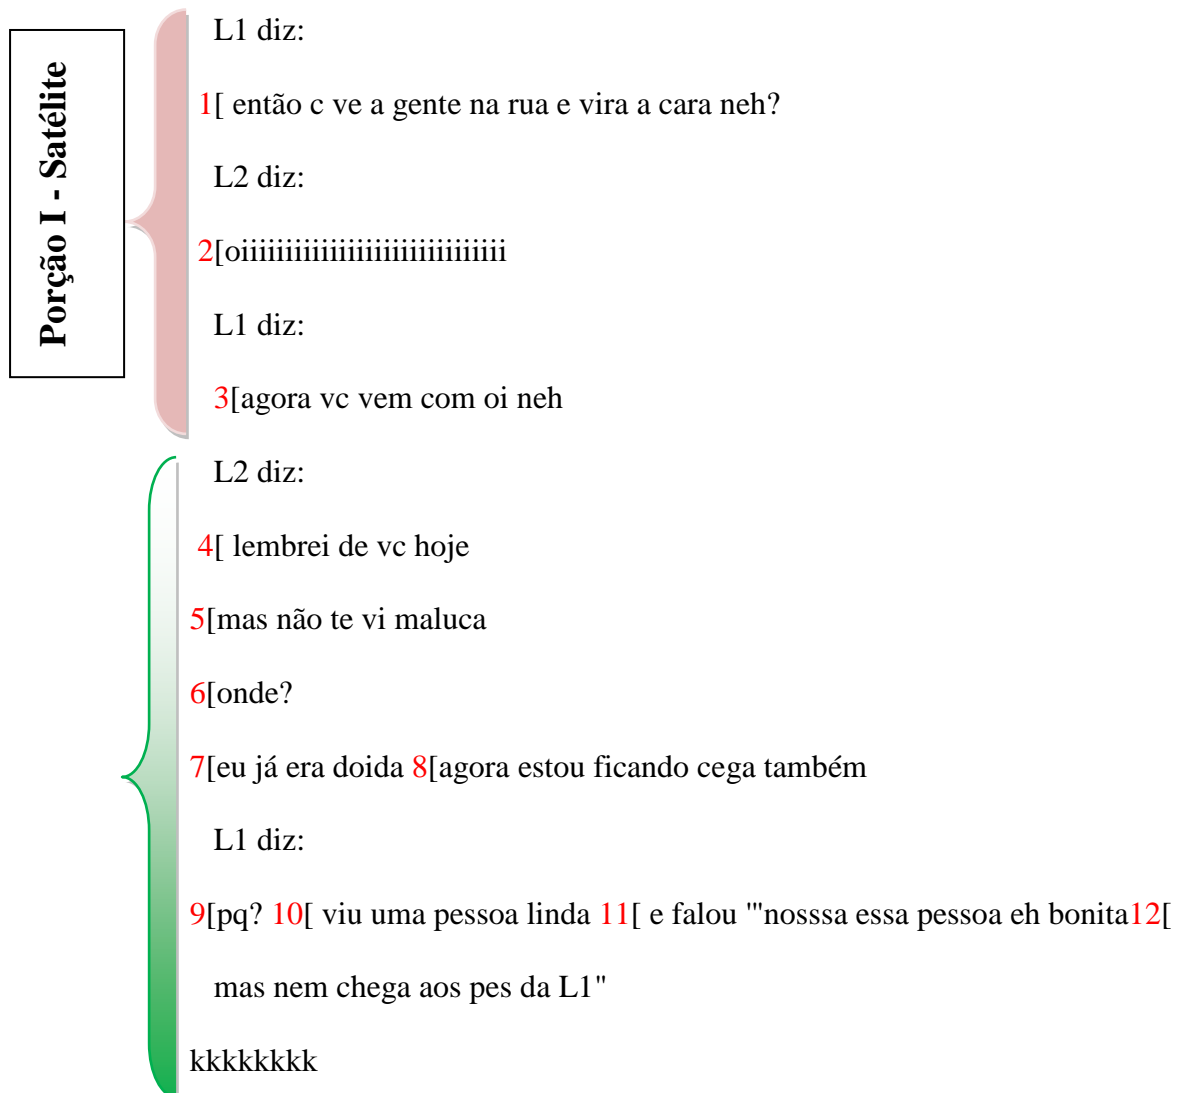 Porção I - Satélite
L1 diz:
1[ então c ve a gente na rua e vira a cara neh?
L2 diz:
2[oiiiiiiiiiiiiiiiiiiiiiiiiiiiiii
L1 diz:
3[agora vc vem com oi neh
L2 diz:
4[ lembrei de vc hoje
5[mas não te vi maluca
6[onde?
7[eu já era doida 8[agora estou ficando cega também
L1 diz:
9[pq? 10[ viu uma pessoa linda 11[ e falou '"nosssa essa pessoa eh bonita12[
mas nem chega aos pes da L1"
kkkkkkkk